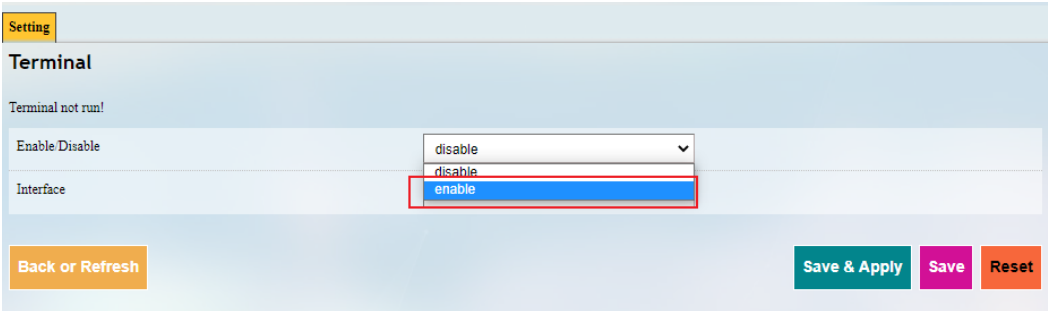 Setting
Terminal
Terminal not run!
Enable/Disable
disable
disable
enable
Interface
Back or Refresh
Save & Apply
Save
Reset